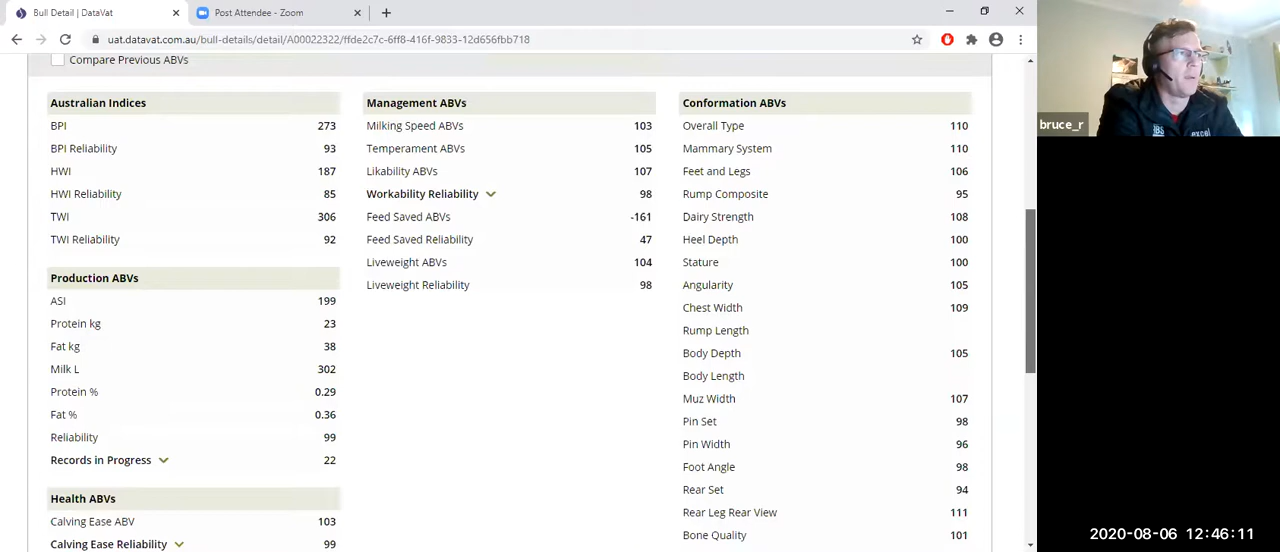 Bull Detail | DataVat
Post Attendee - Zoom
uat.datavat.com.au/bull-details/detail/A00022322/ffde2c7c-6ff8-416f-9833-12d656fbb718
Compare Previous ABVs
Australian Indices
BPI 273
BPI Reliability 93
HWI 187
HWI Reliability 85
TWI 306
TWI Reliability 92
Production ABVs
ASI 199
Protein kg 23
Fat kg 38
Milk L 302
Protein % 0.29
Fat % 0.36
Reliability 99
Records in Progress 22
Health ABVs
Calving Ease ABV 103
Calving Ease Reliability 99
Management ABVs
Milking Speed ABVs 103
Temperament ABVs 105
Likability ABVs 107
Workability Reliability 98
Feed Saved ABVs -161
Feed Saved Reliability 47
Liveweight ABVs 104
Liveweight Reliability 98
Conformation ABVs
Overall Type 110
Mammary System 110
Feet and Legs 106
Rump Composite 95
Dairy Strength 108
Heel Depth 100
Stature 100
Angularity 105
Chest Width 109
Rump Length
Body Depth 105
Body Length
Muz Width 107
Pin Set 98
Pin Width 96
Foot Angle 98
Rear Set 94
Rear Leg Rear View 111
Bone Quality 101
bruce_r
excel
2020-08-06 12:46:11